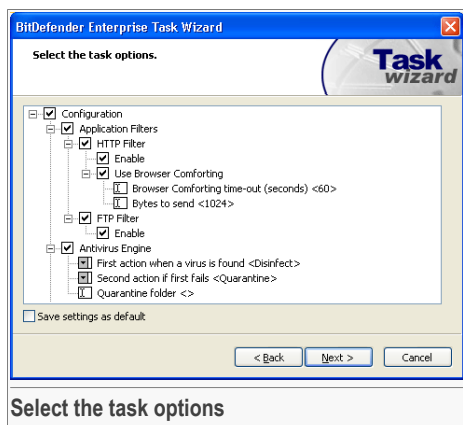 BitDefender Enterprise Task Wizard
Select the task options.
Task
wizard
Configuration
Application Filters
HTTP Filter
Enable
Use Browser Comforting
Browser Comforting time-out (seconds) <60>
Bytes to send <1024>
FTP Filter
Enable
Antivirus Engine
First action when a virus is found <Disinfect>
Second action if first fails <Quarantine>
Quarantine folder <>
Save settings as default
< Back Next > Cancel
Select the task options